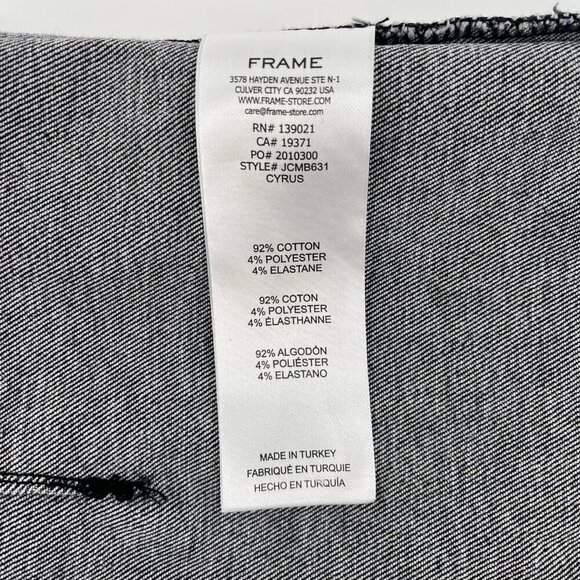 FRAME
3578 HAYDEN AVENUE STE N-1
CULVER CITY CA 90232 USA
WWW.FRAME-STORE.COM
care@frame-store.com
RN# 139021
CA# 19371
PO# 2010300
STYLE# JCMB631
CYRUS
92% COTTON
4% POLYESTER
4% ELASTANE
92% COTON
4% POLYESTER
4% ÉLASTHANNE
92% ALGODÓN
4% POLIÉSTER
4% ELASTANO
MADE IN TURKEY
FABRIQUÉ EN TURQUIE
HECHO EN TURQUÍA